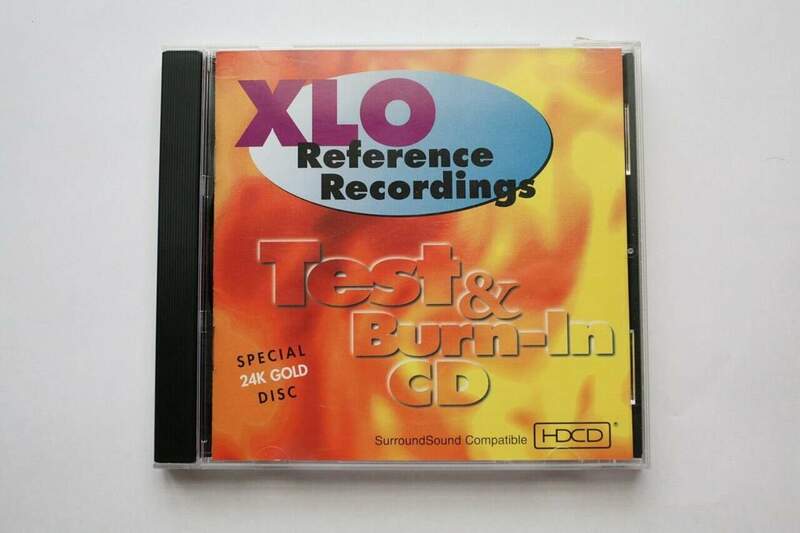 XLO
Reference
Recordings
Test &
Burn-In
CD
SPECIAL
24K GOLD
DISC
SurroundSound Compatible HDCD®